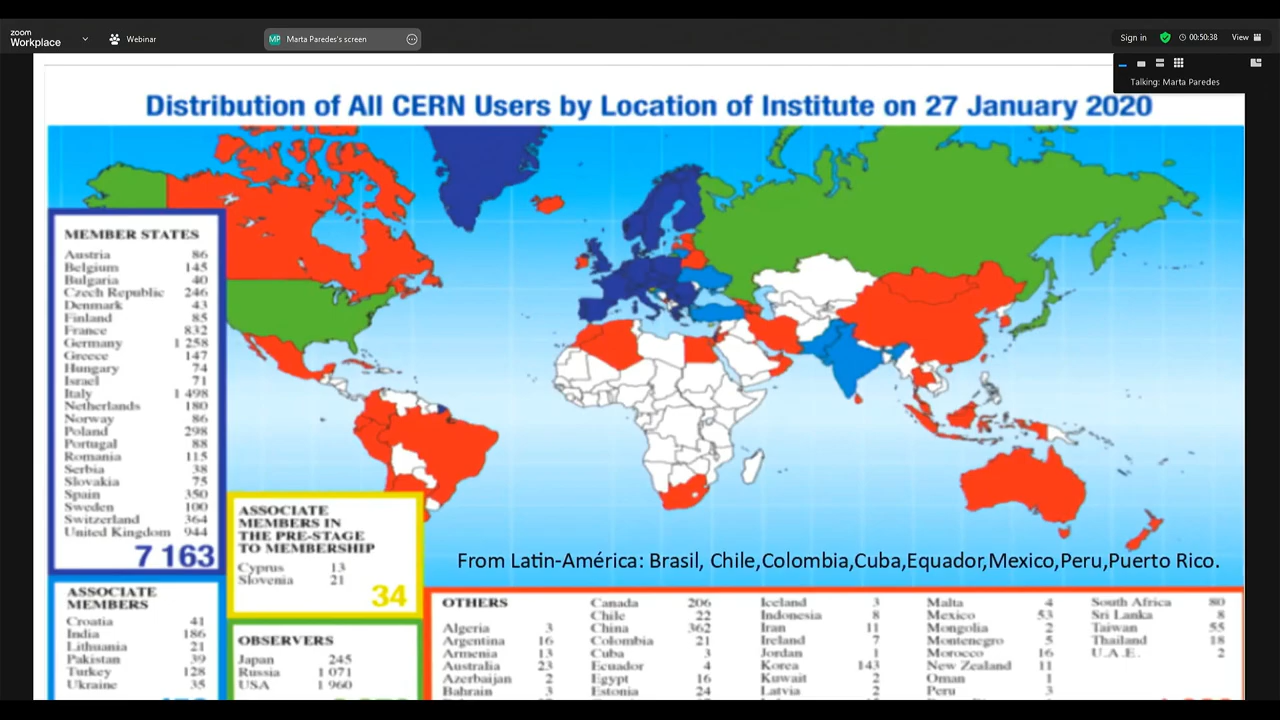 zoom
Workplace
Webinar
MP Marta Paredes's screen
Sign in
00:50:38
View
Talking: Marta Paredes
Distribution of All CERN Users by Location of Institute on 27 January 2020
MEMBER STATES
Austria 86
Belgium 145
Bulgaria 40
Czech Republic 246
Denmark 43
Finland 85
France 832
Germany 1 258
Greece 147
Hungary 74
Israel 71
Italy 1 498
Netherlands 180
Norway 86
Poland 298
Portugal 88
Romania 115
Serbia 38
Slovakia 75
Spain 350
Sweden 100
Switzerland 364
United Kingdom 944
7 163
ASSOCIATE
MEMBERS
Croatia 41
India 186
Lithuania 21
Pakistan 39
Turkey 128
Ukraine 35
ASSOCIATE
MEMBERS IN
THE PRE-STAGE
TO MEMBERSHIP
Cyprus 13
Slovenia 21
34
OBSERVERS
Japan 245
Russia 1 071
USA 1 960
From Latin-América: Brasil, Chile,Colombia,Cuba,Equador,Mexico,Peru,Puerto Rico.
OTHERS
Algeria 3
Argentina 16
Armenia 13
Australia 23
Azerbaijan 2
Bahrain 3
Canada 206
Chile 22
China 362
Colombia 21
Cuba 3
Ecuador 4
Egypt 16
Estonia 24
Iceland 3
Indonesia 8
Iran 11
Ireland 7
Jordan 1
Korea 143
Kuwait 2
Latvia 2
Malta 4
Mexico 53
Mongolia 2
Montenegro 5
Morocco 16
New Zealand 11
Oman 1
Peru 3
South Africa 80
Sri Lanka 8
Taiwan 55
Thailand 18
U.A.E. 2